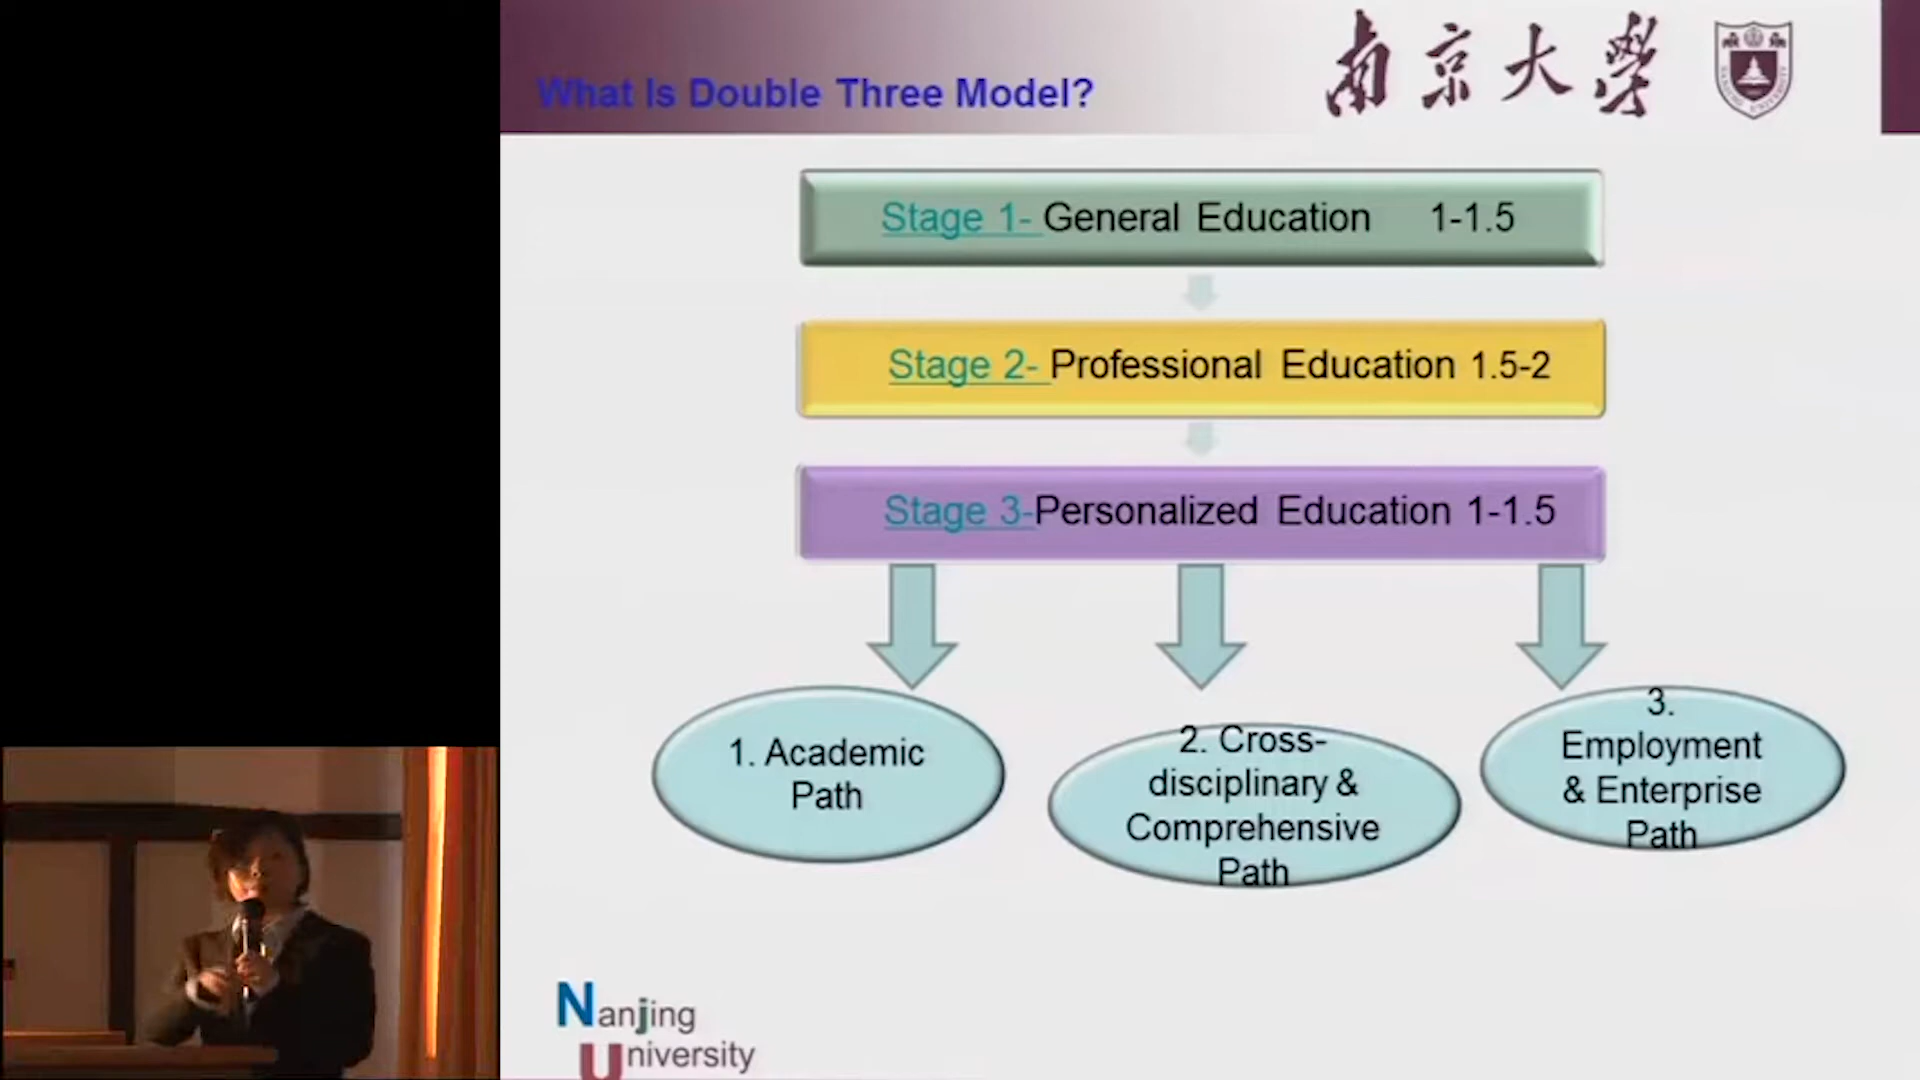 What Is Double Three Model?
南京大学
Stage 1- General Education 1-1.5
Stage 2- Professional Education 1.5-2
Stage 3-Personalized Education 1-1.5
1. Academic
Path
2. Cross-
disciplinary &
Comprehensive
Path
3.
Employment
& Enterprise
Path
Nanjing
University